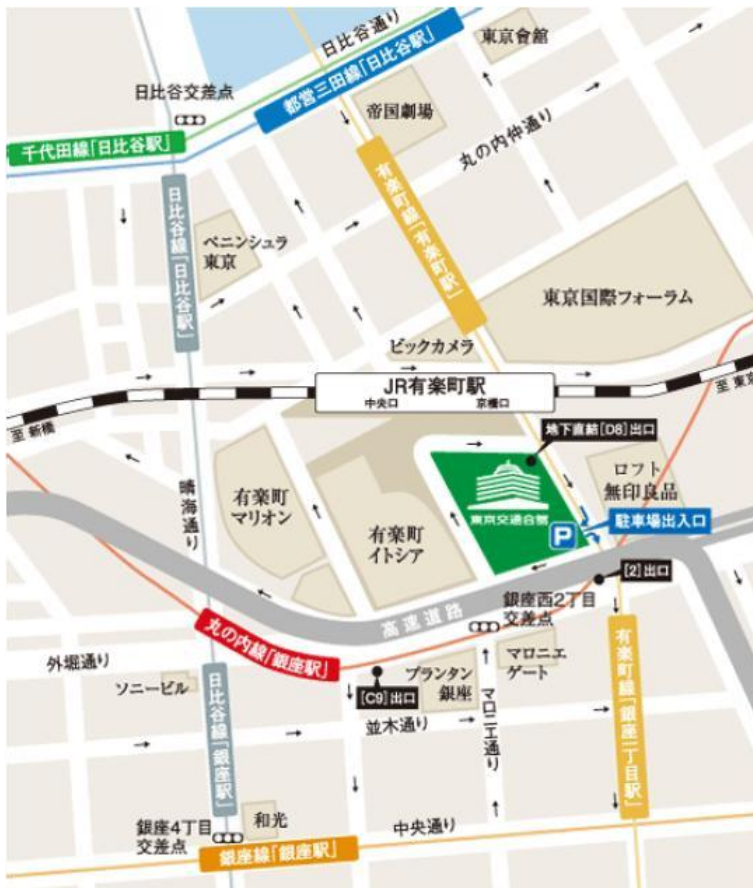 日比谷通り
都営三田線「日比谷駅」
東京會館
日比谷交差点
帝国劇場
千代田線「日比谷駅」
丸の内仲通り
日比谷線「日比谷駅」
有楽町線「有楽町駅」
ペニンシュラ
東京
東京国際フォーラム
ビックカメラ
JR有楽町駅
中央口
京橋口
至 新橋
至 東京
地下直結[D8]出口
晴海通り
有楽町
マリオン
有楽町
イトシア
東京交通会館
ロフト
無印良品
P
駐車場出入口
[2]出口
高速道路
銀座西2丁目
交差点
丸の内線「銀座駅」
外堀通り
ソニービル
[C9]出口
プランタン
銀座
マロニエ
ゲート
日比谷線「銀座駅」
並木通り
マロニエ通り
有楽町線「銀座一丁目駅」
銀座4丁目
交差点
和光
中央通り
銀座線「銀座駅」